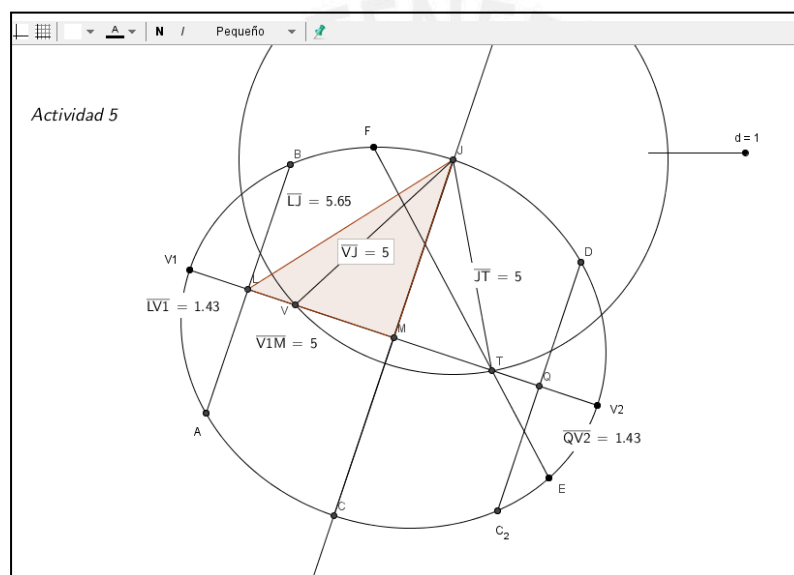 A N I Pequeño
Actividad 5
F
d = 1
B
J
LJ = 5.65
D
VJ = 5
V1
L
JT = 5
LV1 = 1.43
V
M
V1M = 5
T
Q
V2
A
QV2 = 1.43
E
C
C₂